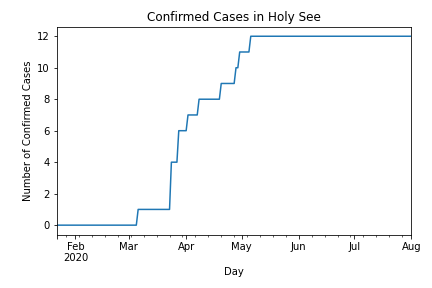 Confirmed Cases in Holy See
Number of Confirmed Cases
12
10
8
6
4
2
0
Feb Mar Apr May Jun Jul Aug
2020
Day